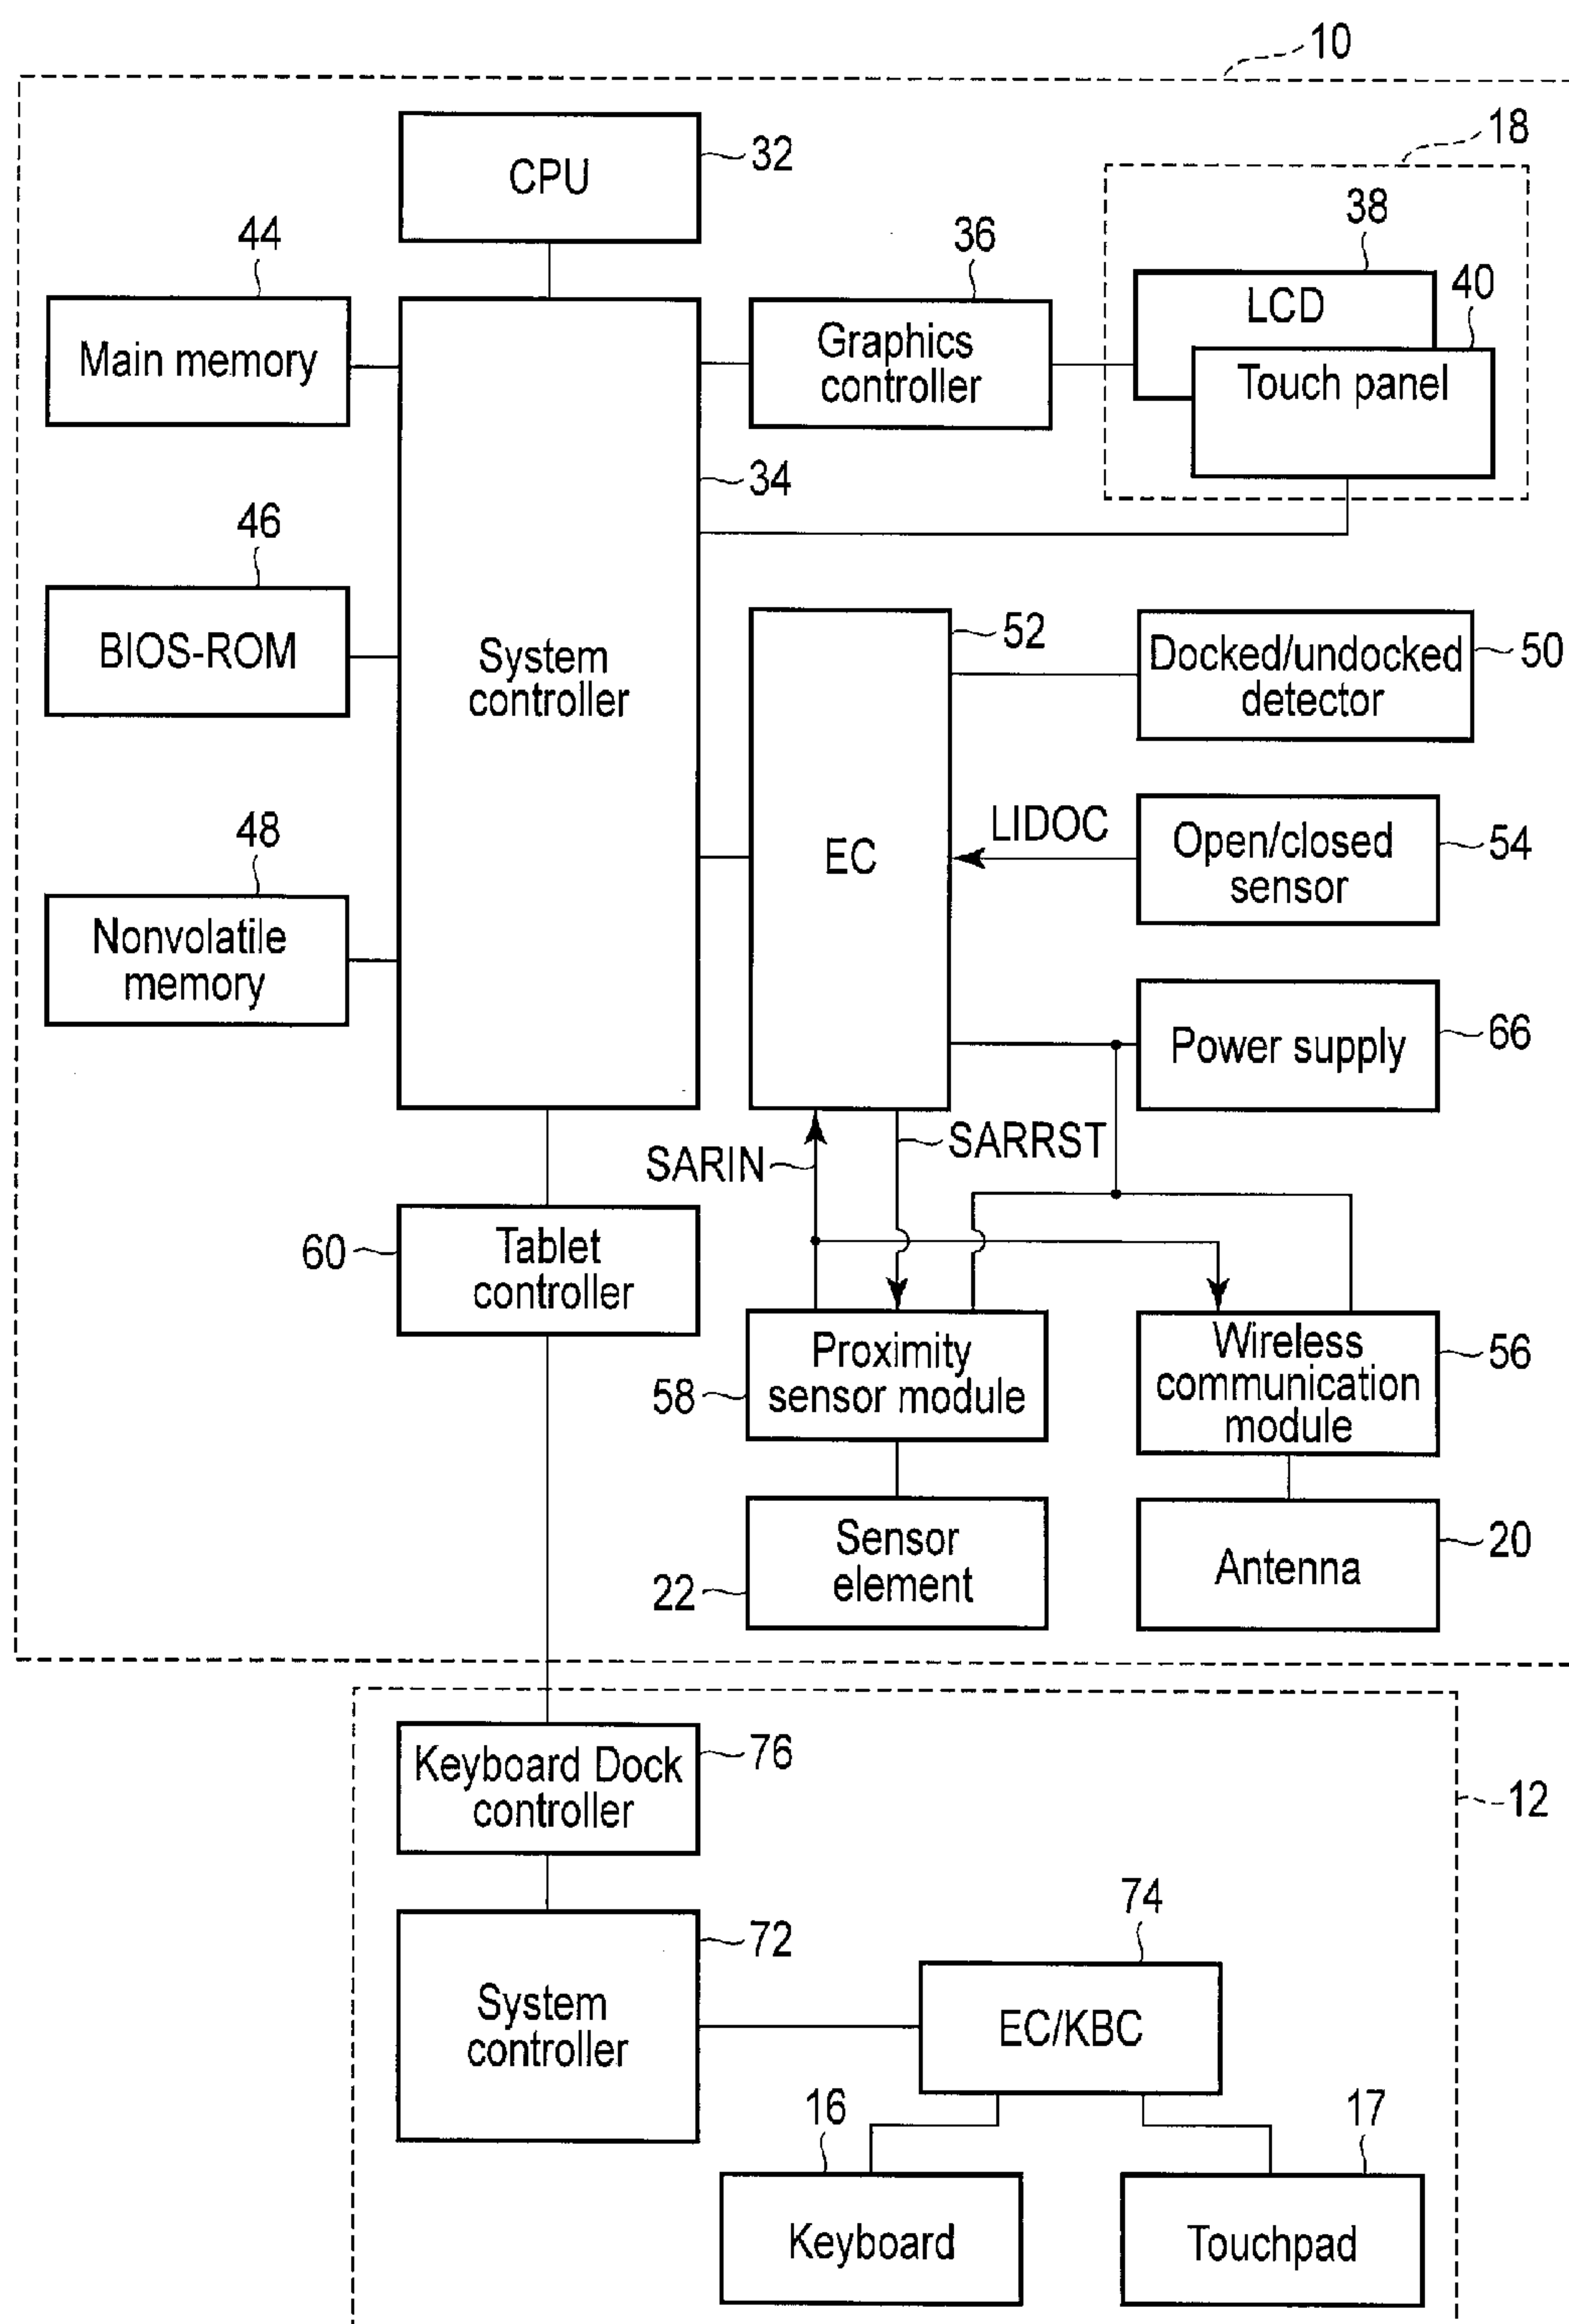 10
18
CPU
32
38
44
36
40
LCD
Main memory
Graphics
controller
Touch panel
34
46
52
BIOS-ROM
System
controller
Docked/undocked
detector
50
48
LIDOC
EC
Open/closed
sensor
54
Nonvolatile
memory
Power supply
66
SARIN
SARRST
60
Tablet
controller
58
Proximity
sensor module
Wireless
communication
module
56
22
Sensor
element
Antenna
20
Keyboard Dock
controller
76
12
74
72
System
controller
EC/KBC
16
17
Keyboard
Touchpad